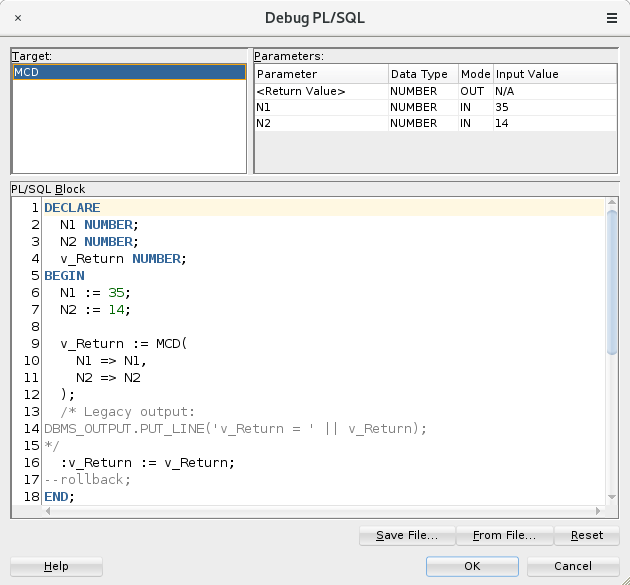 × Debug PL/SQL ≡
Target:
MCD
Parameters:
Parameter Data Type Mode Input Value
<Return Value> NUMBER OUT N/A
N1 NUMBER IN 35
N2 NUMBER IN 14
PL/SQL Block
1 DECLARE
2 N1 NUMBER;
3 N2 NUMBER;
4 v_Return NUMBER;
5 BEGIN
6 N1 := 35;
7 N2 := 14;
8
9 v_Return := MCD(
10 N1 => N1,
11 N2 => N2
12 );
13 /* Legacy output:
14 DBMS_OUTPUT.PUT_LINE('v_Return = ' || v_Return);
15 */
16 :v_Return := v_Return;
17 --rollback;
18 END;
Save File... From File... Reset
Help OK Cancel